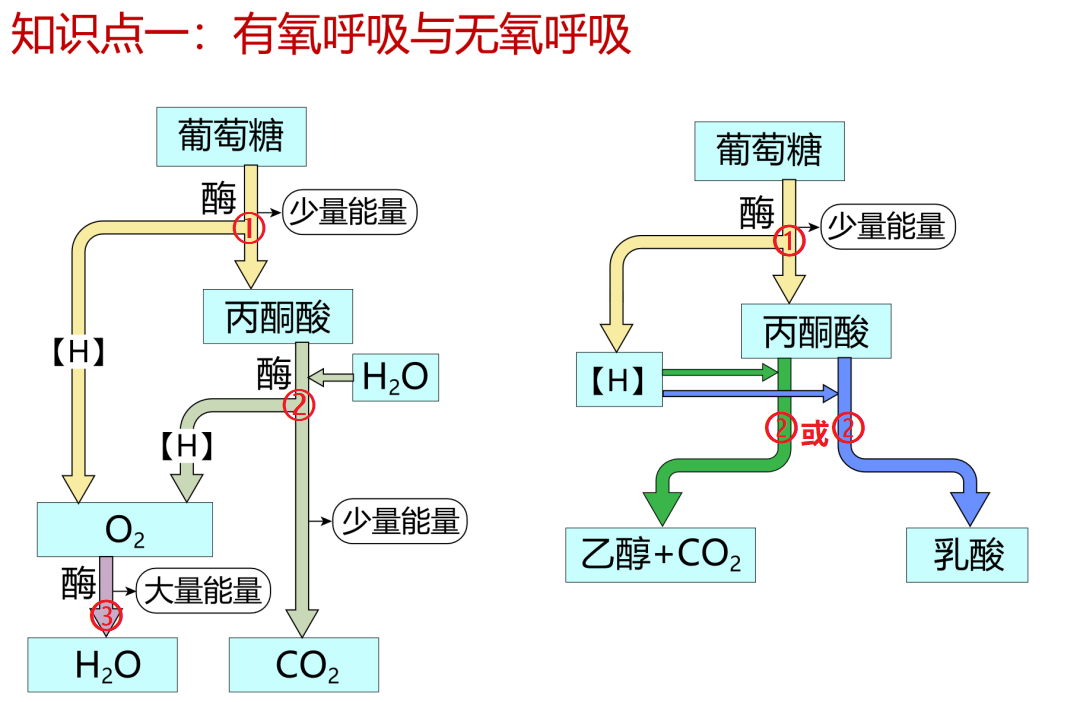 知识点一：有氧呼吸与无氧呼吸
葡萄糖
酶
少量能量
①
丙酮酸
【H】
酶
H₂O
②
【H】
O₂
少量能量
酶
大量能量
③
H₂O
CO₂
葡萄糖
酶
少量能量
①
丙酮酸
【H】
②或②
乙醇+CO₂
乳酸